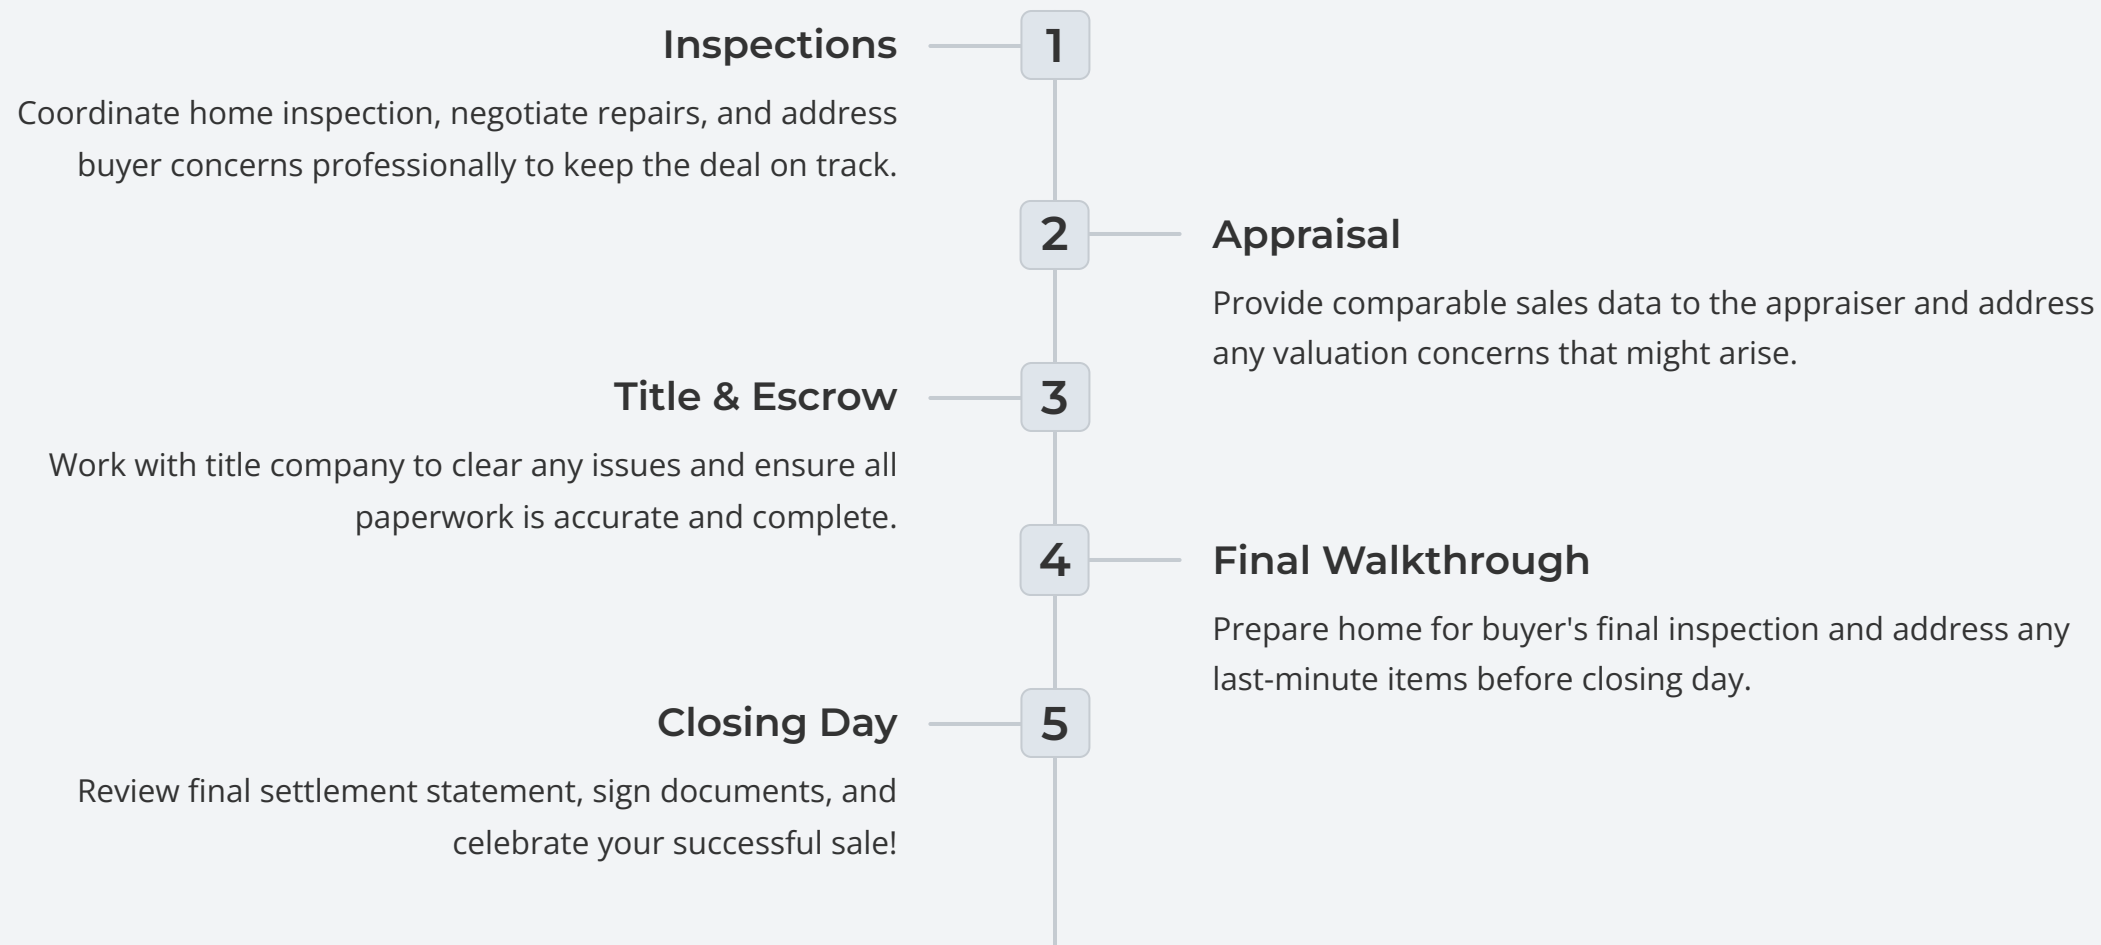 Inspections
1
Coordinate home inspection, negotiate repairs, and address
buyer concerns professionally to keep the deal on track.
2
Appraisal
Provide comparable sales data to the appraiser and address
any valuation concerns that might arise.
Title & Escrow
3
Work with title company to clear any issues and ensure all
paperwork is accurate and complete.
4
Final Walkthrough
Prepare home for buyer's final inspection and address any
last-minute items before closing day.
Closing Day
5
Review final settlement statement, sign documents, and
celebrate your successful sale!